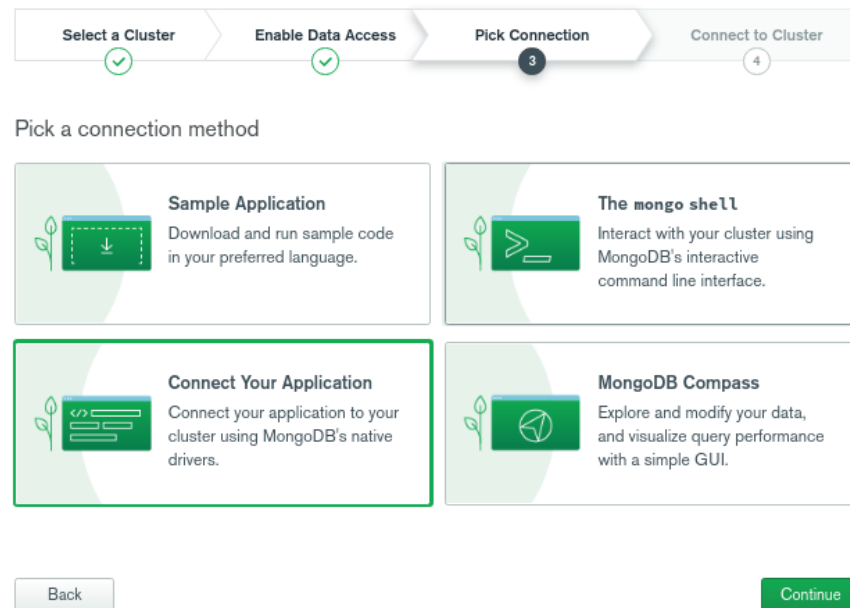 Select a Cluster
Enable Data Access
Pick Connection
3
Connect to Cluster
4
Pick a connection method
Sample Application
Download and run sample code
in your preferred language.
The mongo shell
Interact with your cluster using
MongoDB's interactive
command line interface.
</>
Connect Your Application
Connect your application to your
cluster using MongoDB's native
drivers.
MongoDB Compass
Explore and modify your data,
and visualize query performance
with a simple GUI.
Back
Continue